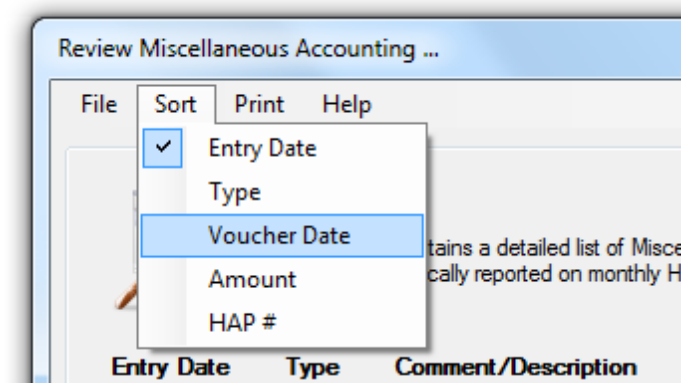 Review Miscellaneous Accounting ...
File Sort Print Help
Entry Date
Type
Voucher Date
tains a detailed list of Misce
Amount
cally reported on monthly H
HAP #
Entry Date Type Comment/Description